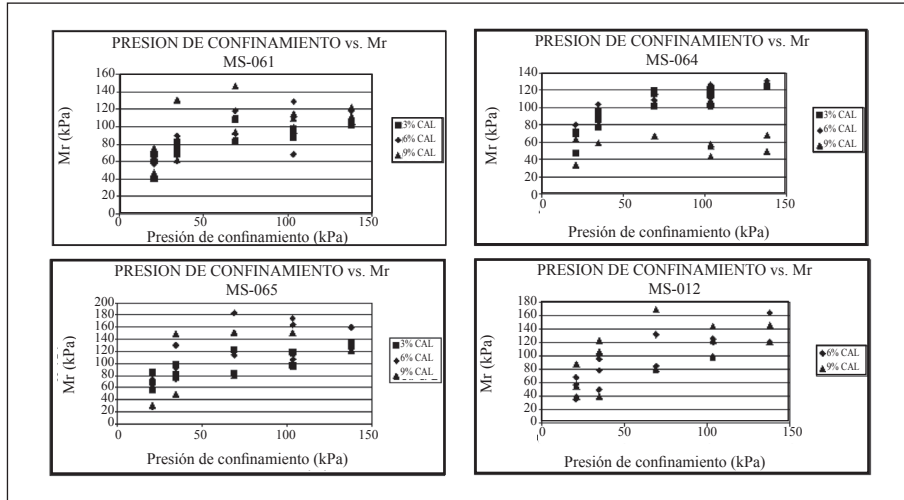 PRESION DE CONFINAMIENTO vs. Mr
MS-061
Mr (kPa)
160
140
120
100
80
60
40
20
0
0
50
100
150
Presión de confinamiento (kPa)
3% CAL
6% CAL
9% CAL
PRESION DE CONFINAMIENTO vs. Mr
MS-064
Mr (kPa)
140
120
100
80
60
40
20
0
50
100
150
Presión de confinamiento (kPa)
3% CAL
6% CAL
9% CAL
PRESION DE CONFINAMIENTO vs. Mr
MS-065
Mr (kPa)
200
180
160
140
120
100
80
60
40
20
0
0
50
100
150
Presión de confinamiento (kPa)
3% CAL
6% CAL
9% CAL
PRESION DE CONFINAMIENTO vs. Mr
MS-012
Mr (kPa)
180
160
140
120
100
80
60
40
20
0
0
50
100
150
Presión de confinamiento (kPa)
6% CAL
9% CAL